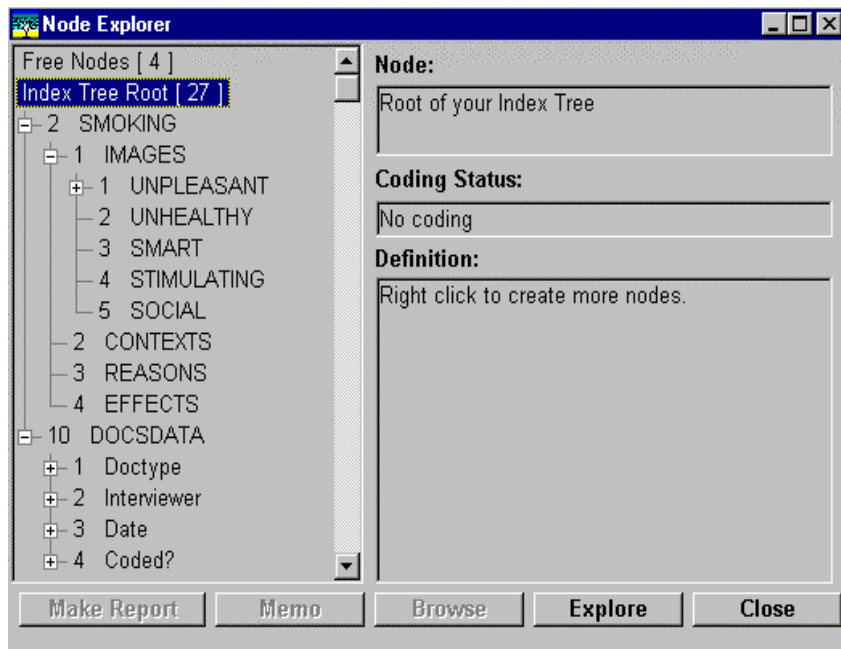 Node Explorer
Free Nodes [ 4 ]
Index Tree Root [ 27 ]
2 SMOKING
1 IMAGES
1 UNPLEASANT
2 UNHEALTHY
3 SMART
4 STIMULATING
5 SOCIAL
2 CONTEXTS
3 REASONS
4 EFFECTS
10 DOCSDATA
1 Doctype
2 Interviewer
3 Date
4 Coded?
Node:
Root of your Index Tree
Coding Status:
No coding
Definition:
Right click to create more nodes.
Make Report Memo Browse Explore Close